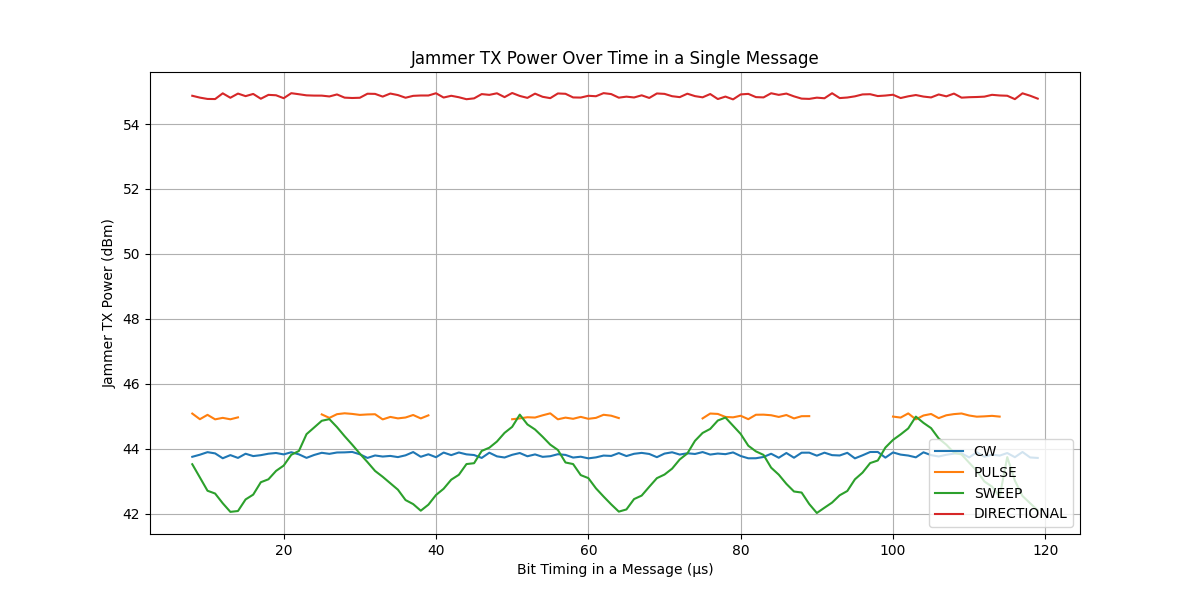 Jammer TX Power Over Time in a Single Message
Jammer TX Power (dBm)
54
52
50
48
46
44
42
20 40 60 80 100 120
Bit Timing in a Message (μs)
CW
PULSE
SWEEP
DIRECTIONAL